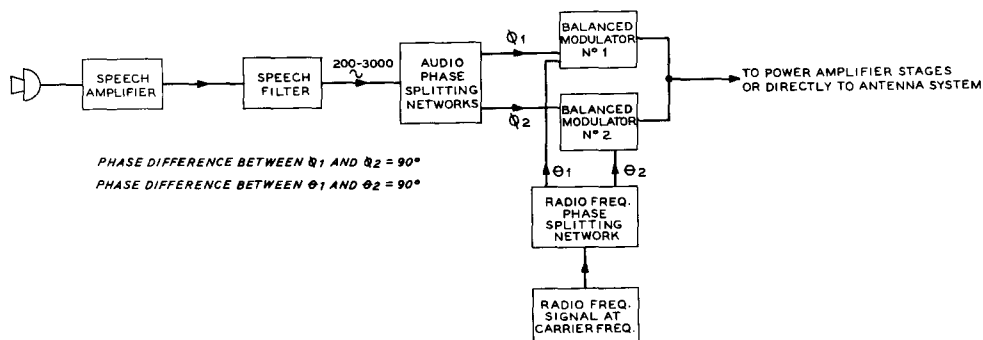 SPEECH
AMPLIFIER
SPEECH
FILTER
200-3000
∿
AUDIO
PHASE
SPLITTING
NETWORKS
Φ1
Φ2
BALANCED
MODULATOR
Nº 1
BALANCED
MODULATOR
Nº 2
TO POWER AMPLIFIER STAGES
OR DIRECTLY TO ANTENNA SYSTEM
PHASE DIFFERENCE BETWEEN Φ1 AND Φ2 = 90°
PHASE DIFFERENCE BETWEEN Θ1 AND Θ2 = 90°
Θ1
Θ2
RADIO FREQ.
PHASE
SPLITTING
NETWORK
RADIO FREQ.
SIGNAL AT
CARRIER FREQ.